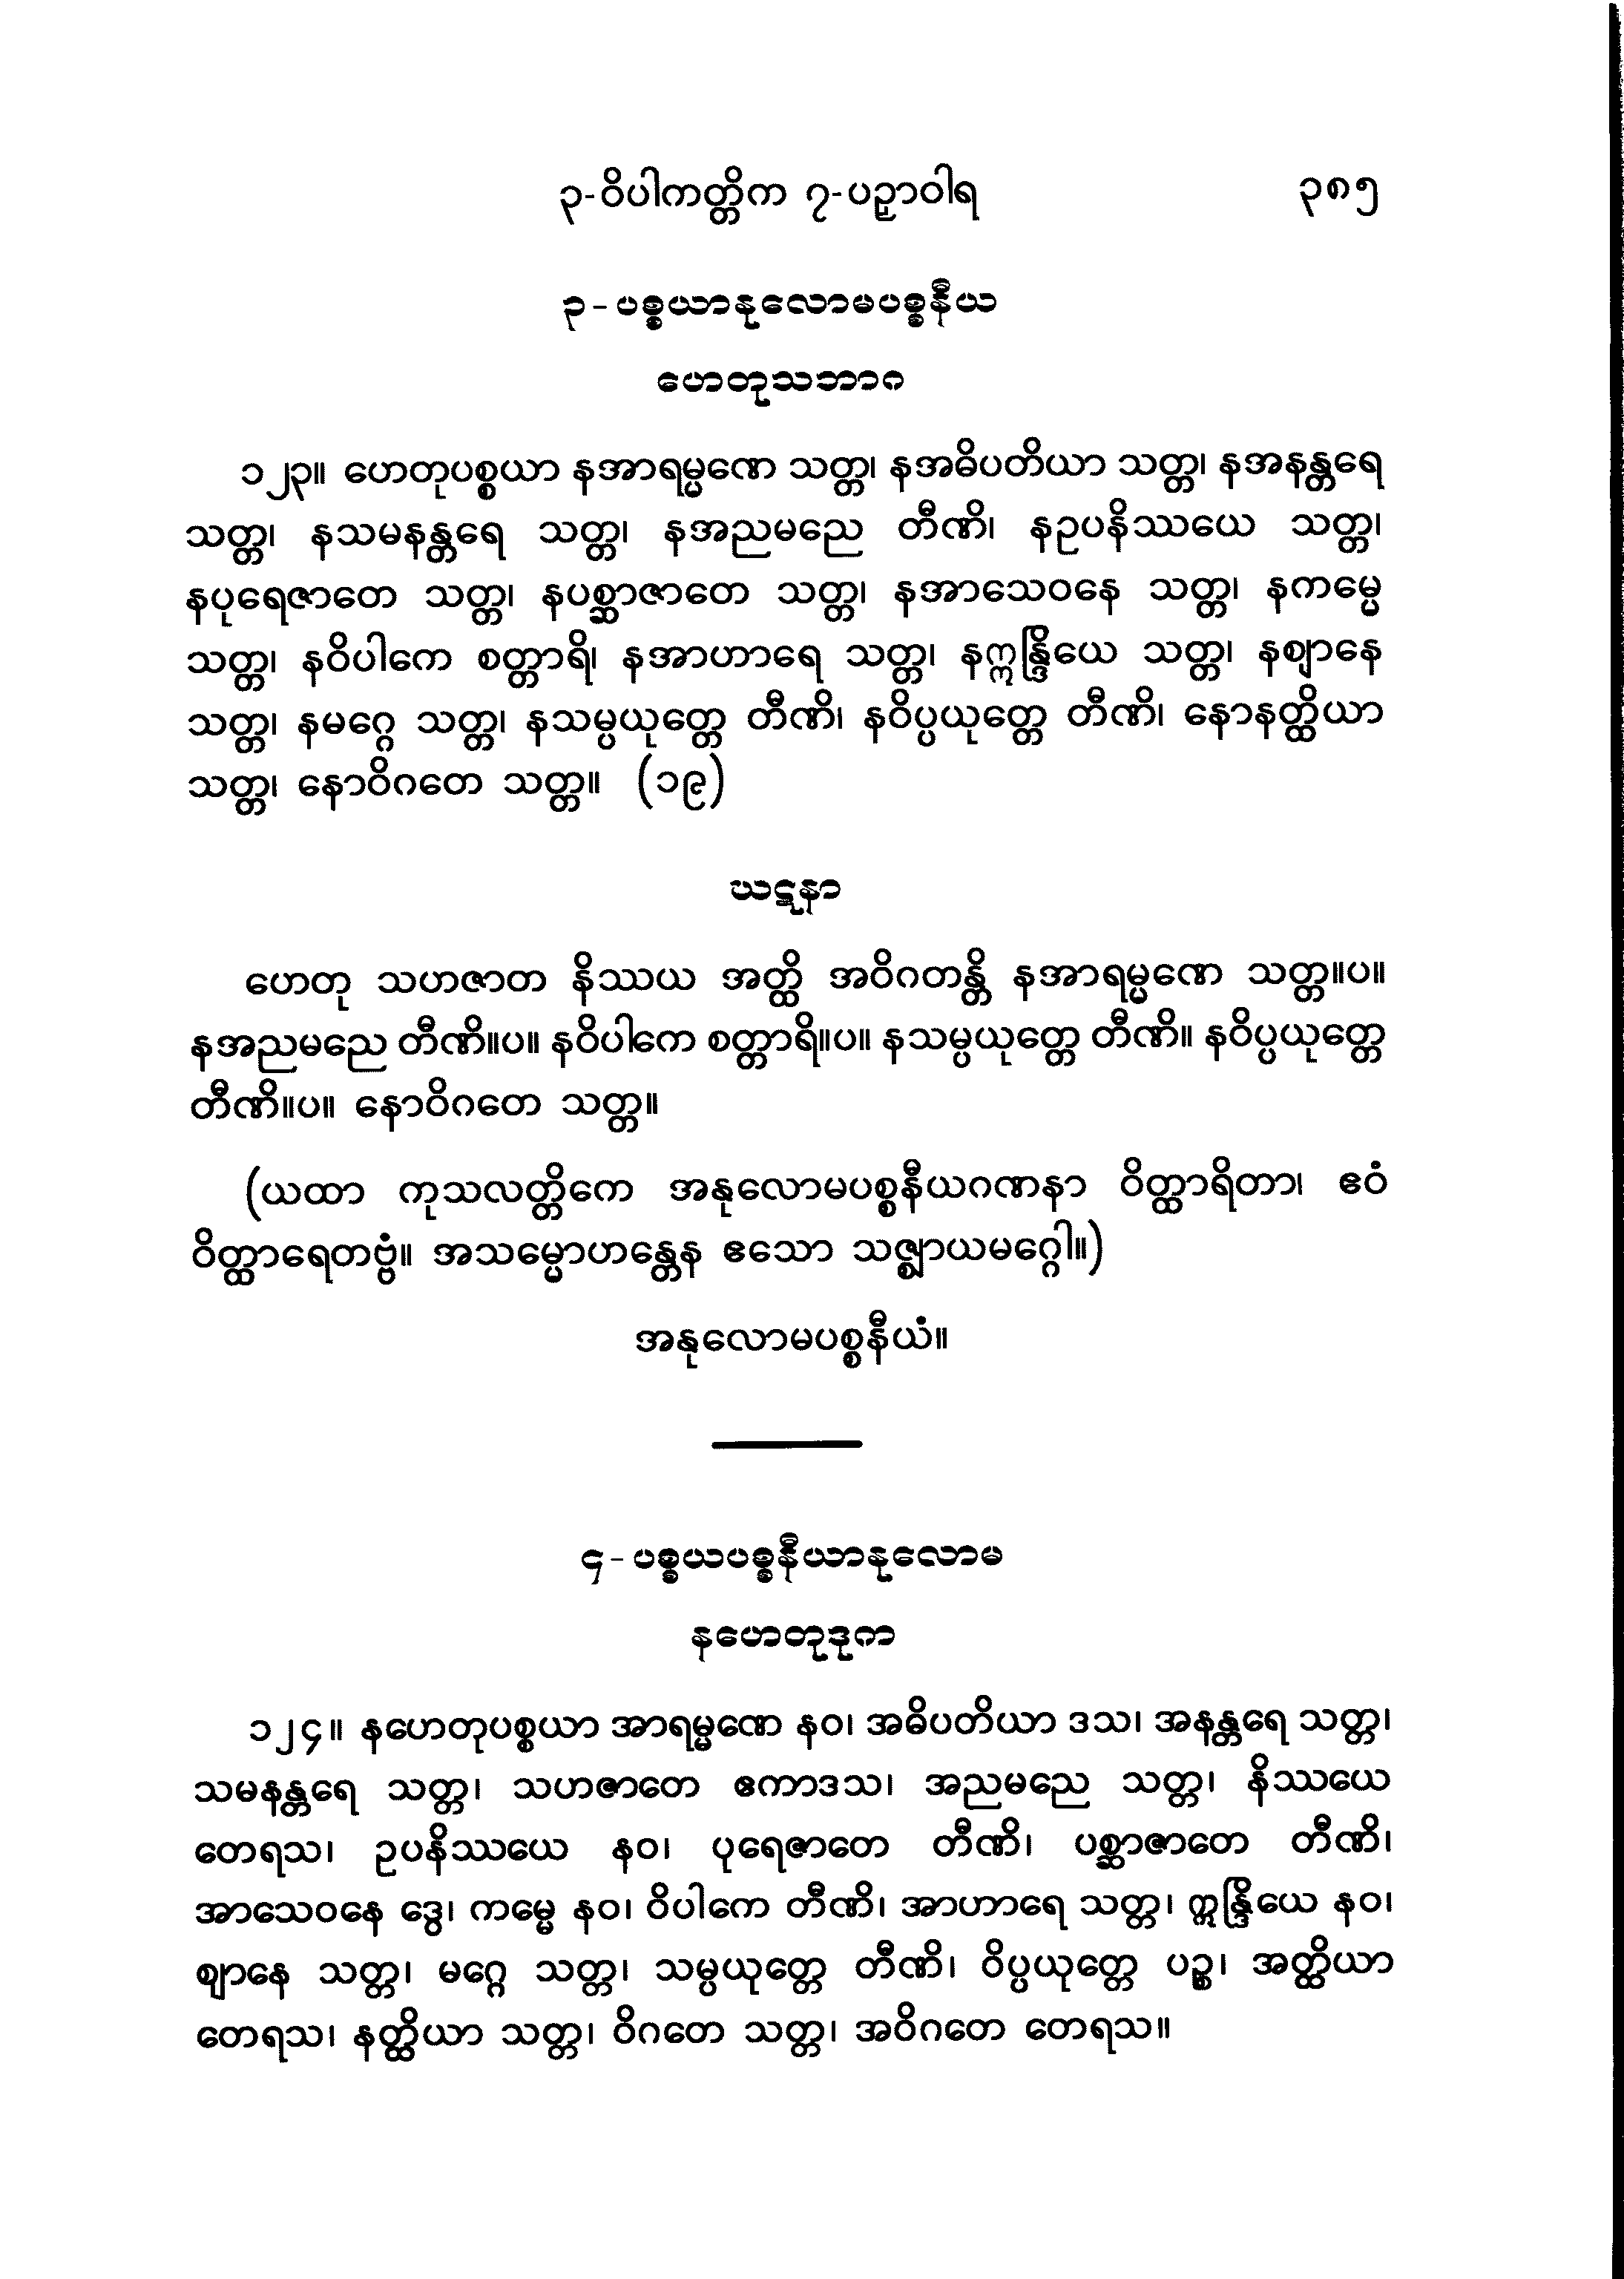 ၃-ဝိပါကတ္တိက ၇-ပဉှာဝါရ ၃၈၅
၃-ပစ္စယာနုလောမပစ္စနီယ
ဟေတုသဘာဂ
၁၂၃။ ဟေတုပစ္စယာ နအာရမ္မဏေ သတ္တ၊ နအဓိပတိယာ သတ္တ၊ နအနန္တရေ
သတ္တ၊ နသမနန္တရေ သတ္တ၊ နအညမညေ တီဏိ၊ နဥပနိဿယေ သတ္တ၊
နပုရေဇာတေ သတ္တ၊ နပစ္ဆာဇာတေ သတ္တ၊ နအာသေဝနေ သတ္တ၊ နကမ္မေ
သတ္တ၊ နဝိပါကေ စတ္တာရိ၊ နအာဟာရေ သတ္တ၊ နဣန္ဒြိယေ သတ္တ၊ နဈာနေ
သတ္တ၊ နမဂ္ဂေ သတ္တ၊ နသမ္ပယုတ္တေ တီဏိ၊ နဝိပ္ပယုတ္တေ တီဏိ၊ နောနတ္ထိယာ
သတ္တ၊ နောဝိဂတေ သတ္တ။ (၁၉)
ဃဋနာ
ဟေတု သဟဇာတ နိဿယ အတ္ထိ အဝိဂတန္တိ နအာရမ္မဏေ သတ္တ။ပ။
နအညမညေ တီဏိ။ပ။ နဝိပါကေ စတ္တာရိ။ပ။ နသမ္ပယုတ္တေ တီဏိ။ နဝိပ္ပယုတ္တေ
တီဏိ။ပ။ နောဝိဂတေ သတ္တ။
(ယထာ ကုသလတ္တိကေ အနုလောမပစ္စနီယဂဏနာ ဝိတ္ထာရိတာ၊ ဧဝံ
ဝိတ္ထာရေတဗ္ဗံ။ အသမ္မောဟန္တေန ဧသော သဇ္ဈာယမဂ္ဂေါ။)
အနုလောမပစ္စနီယံ။
၄-ပစ္စယပစ္စနီယာနုလောမ
နဟေတုဒုက
၁၂၄။ နဟေတုပစ္စယာ အာရမ္မဏေ နဝ၊ အဓိပတိယာ ဒသ၊ အနန္တရေ သတ္တ၊
သမနန္တရေ သတ္တ၊ သဟဇာတေ ဧကာဒသ၊ အညမညေ သတ္တ၊ နိဿယေ
တေရသ၊ ဥပနိဿယေ နဝ၊ ပုရေဇာတေ တီဏိ၊ ပစ္ဆာဇာတေ တီဏိ၊
အာသေဝနေ ဒွေ၊ ကမ္မေ နဝ၊ ဝိပါကေ တီဏိ၊ အာဟာရေ သတ္တ၊ ဣန္ဒြိယေ နဝ၊
ဈာနေ သတ္တ၊ မဂ္ဂေ သတ္တ၊ သမ္ပယုတ္တေ တီဏိ၊ ဝိပ္ပယုတ္တေ ပဉ္စ၊ အတ္ထိယာ
တေရသ၊ နတ္ထိယာ သတ္တ၊ ဝိဂတေ သတ္တ၊ အဝိဂတေ တေရသ။